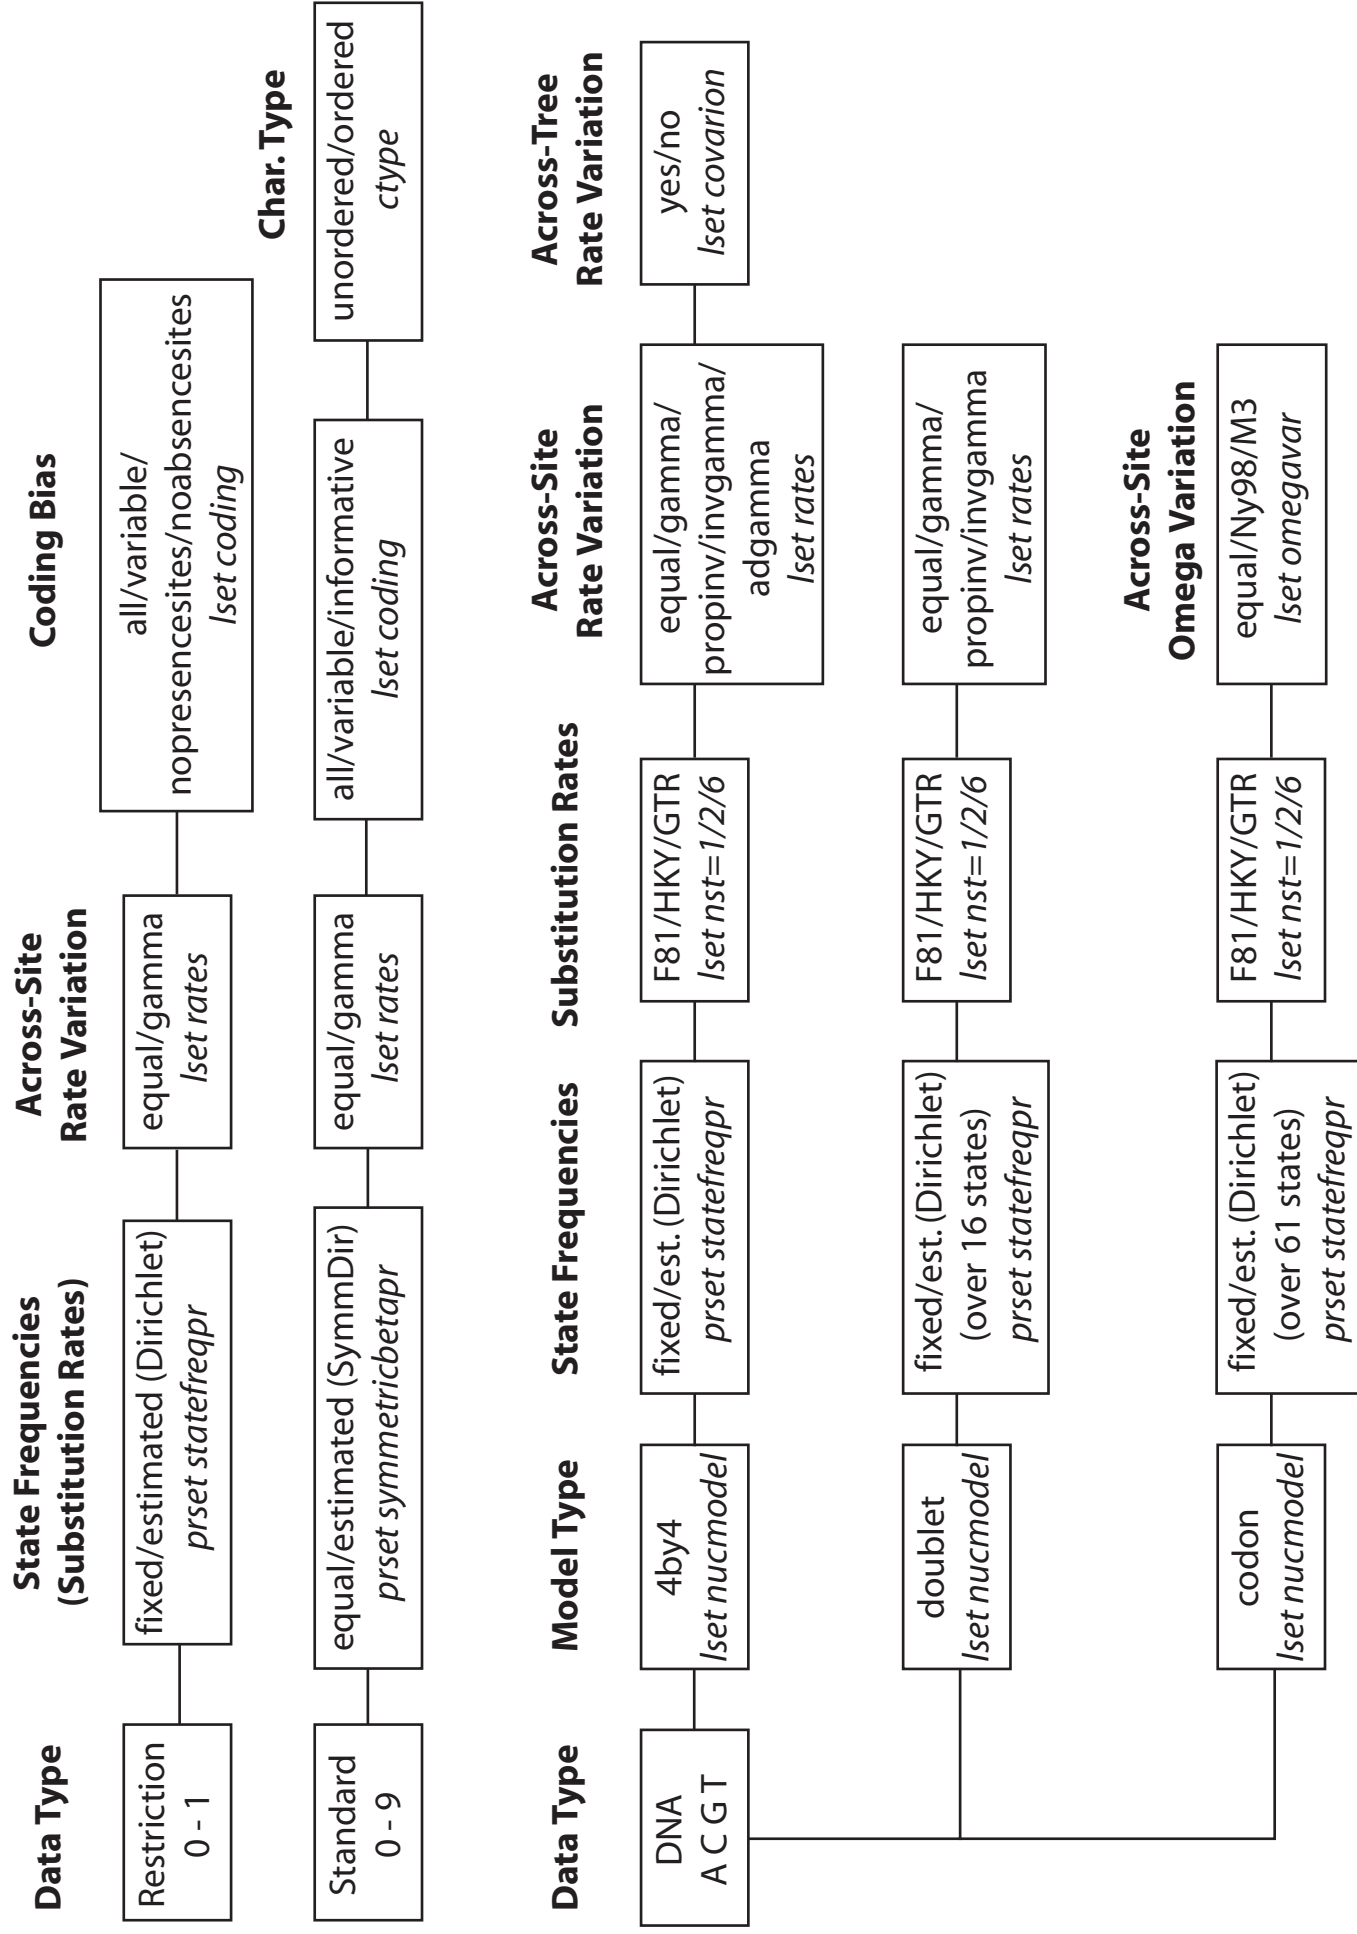 Data Type
State Frequencies
(Substitution Rates)
Across-Site
Rate Variation
Coding Bias
Restriction
0 - 1
fixed/estimated (Dirichlet)
prset statefreqpr
equal/gamma
lset rates
all/variable/
nopresencesites/noabsencesites
lset coding
Char. Type
Standard
0 - 9
equal/estimated (SymmDir)
prset symmetricbetapr
equal/gamma
lset rates
all/variable/informative
lset coding
unordered/ordered
ctype
Data Type
Model Type
State Frequencies
Substitution Rates
Across-Site
Rate Variation
Across-Tree
Rate Variation
DNA
A C G T
4by4
lset nucmodel
fixed/est. (Dirichlet)
prset statefreqpr
F81/HKY/GTR
lset nst=1/2/6
equal/gamma/
propinv/invgamma/
adgamma
lset rates
yes/no
lset covarion
doublet
lset nucmodel
fixed/est. (Dirichlet)
(over 16 states)
prset statefreqpr
F81/HKY/GTR
lset nst=1/2/6
equal/gamma/
propinv/invgamma
lset rates
Across-Site
Omega Variation
codon
lset nucmodel
fixed/est. (Dirichlet)
(over 61 states)
prset statefreqpr
F81/HKY/GTR
lset nst=1/2/6
equal/Ny98/M3
lset omegavar